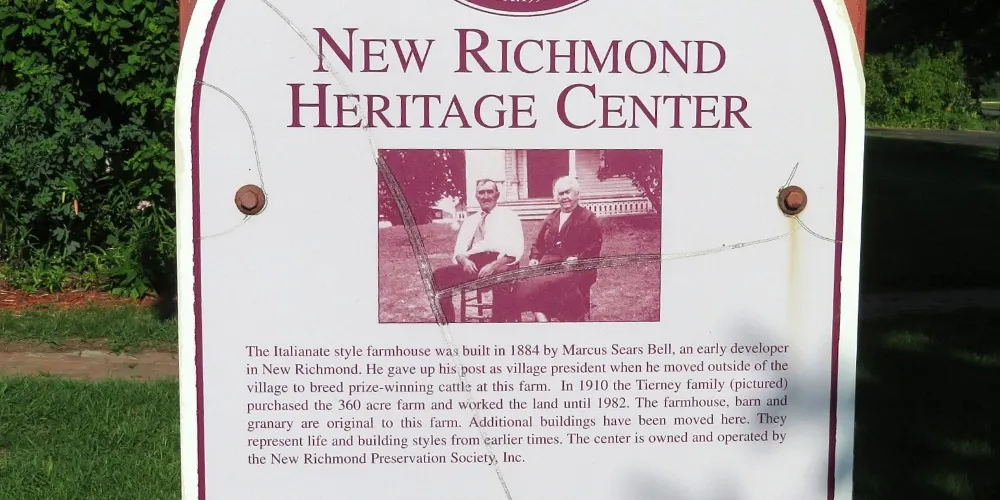 NEW RICHMOND
HERITAGE CENTER
The Italianate style farmhouse was built in 1884 by Marcus Sears Bell, an early developer
in New Richmond. He gave up his post as village president when he moved outside of the
village to breed prize-winning cattle at this farm. In 1910 the Tierney family (pictured)
purchased the 360 acre farm and worked the land until 1982. The farmhouse, barn and
granary are original to this farm. Additional buildings have been moved here. They
represent life and building styles from earlier times. The center is owned and operated by
the New Richmond Preservation Society, Inc.